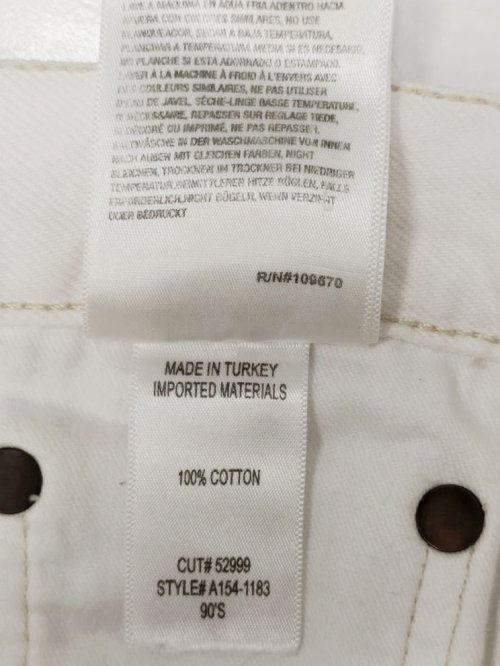 LAVE A MAQUINA EN AGUA FRIA ADENTRO HACIA
AFUERA CON COLORES SIMILARES, NO USE
BLANQUEADOR, SECAR A BAJA TEMPERATURA,
PLANCHAR A TEMPERATURA MEDIA SI ES NECESARIO,
NO PLANCHE SI ESTA ADORNADO O ESTAMPADO.
LAVER À LA MACHINE À FROID À L'ENVERS AVEC
DES COULEURS SIMILAIRES, NE PAS UTILISER
D'EAU DE JAVEL, SÈCHE-LINGE BASSE TEMPERATURE,
SI NÉCESSAIRE, REPASSER SUR REGLAGE TIEDE,
SI DÉCORÉ OU IMPRIMÉ, NE PAS REPASSER.
KALTWÄSCHE IN DER WASCHMASCHINE VON INNEN
NACH AUßEN MIT GLEICHEN FARBEN, NIGHT
BLEICHEN, TROCKNEN IM TROCKNER BEI NIEDRIGER
TEMPERATUR, BEI MITTLERER HITZE BÜGLEN, FALLS
ERFORDERLICH, NICHT BÜGELN, WENN VERZIERT
ODER BEDRUCKT
R/N#109670
MADE IN TURKEY
IMPORTED MATERIALS
100% COTTON
CUT# 52999
STYLE# A154-1183
90'S